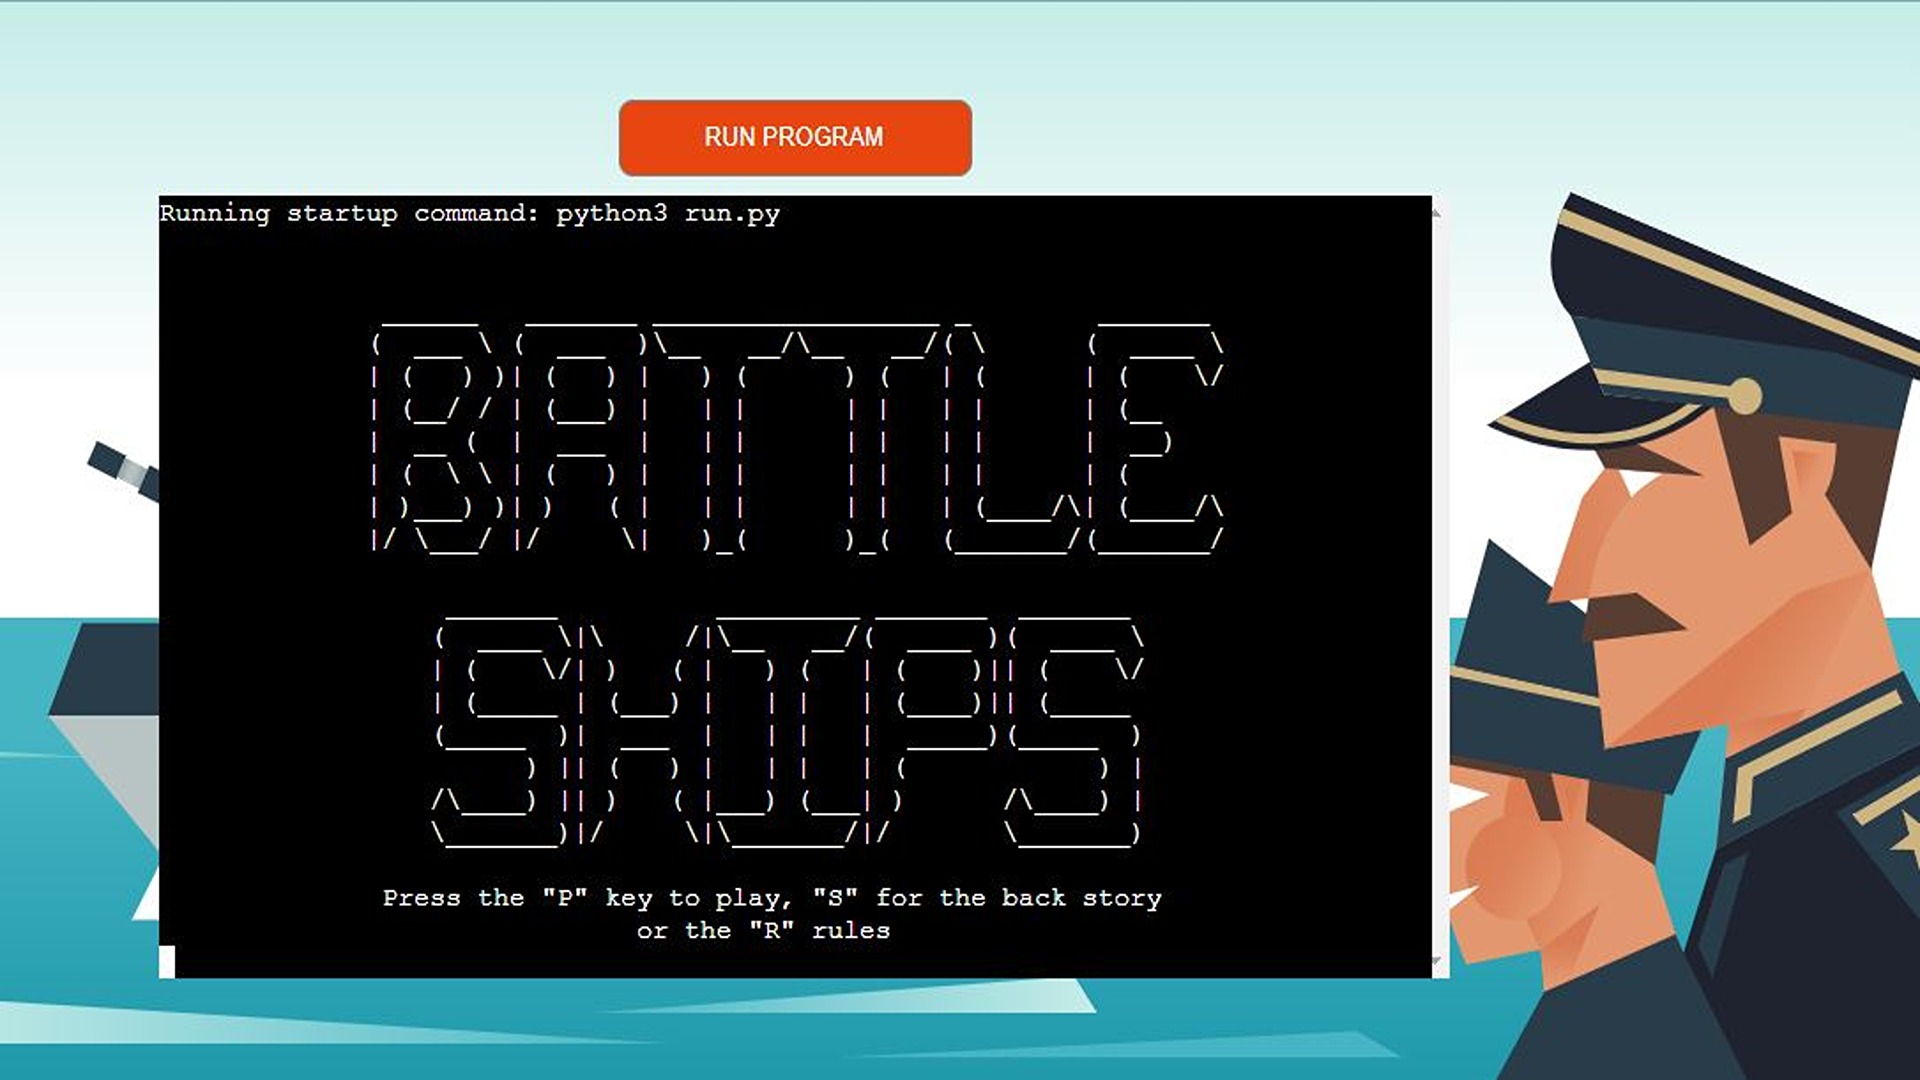 RUN PROGRAM
Running startup command: python3 run.py
BATTLE
SHIPS
Press the "P" key to play, "S" for the back story
or the "R" rules